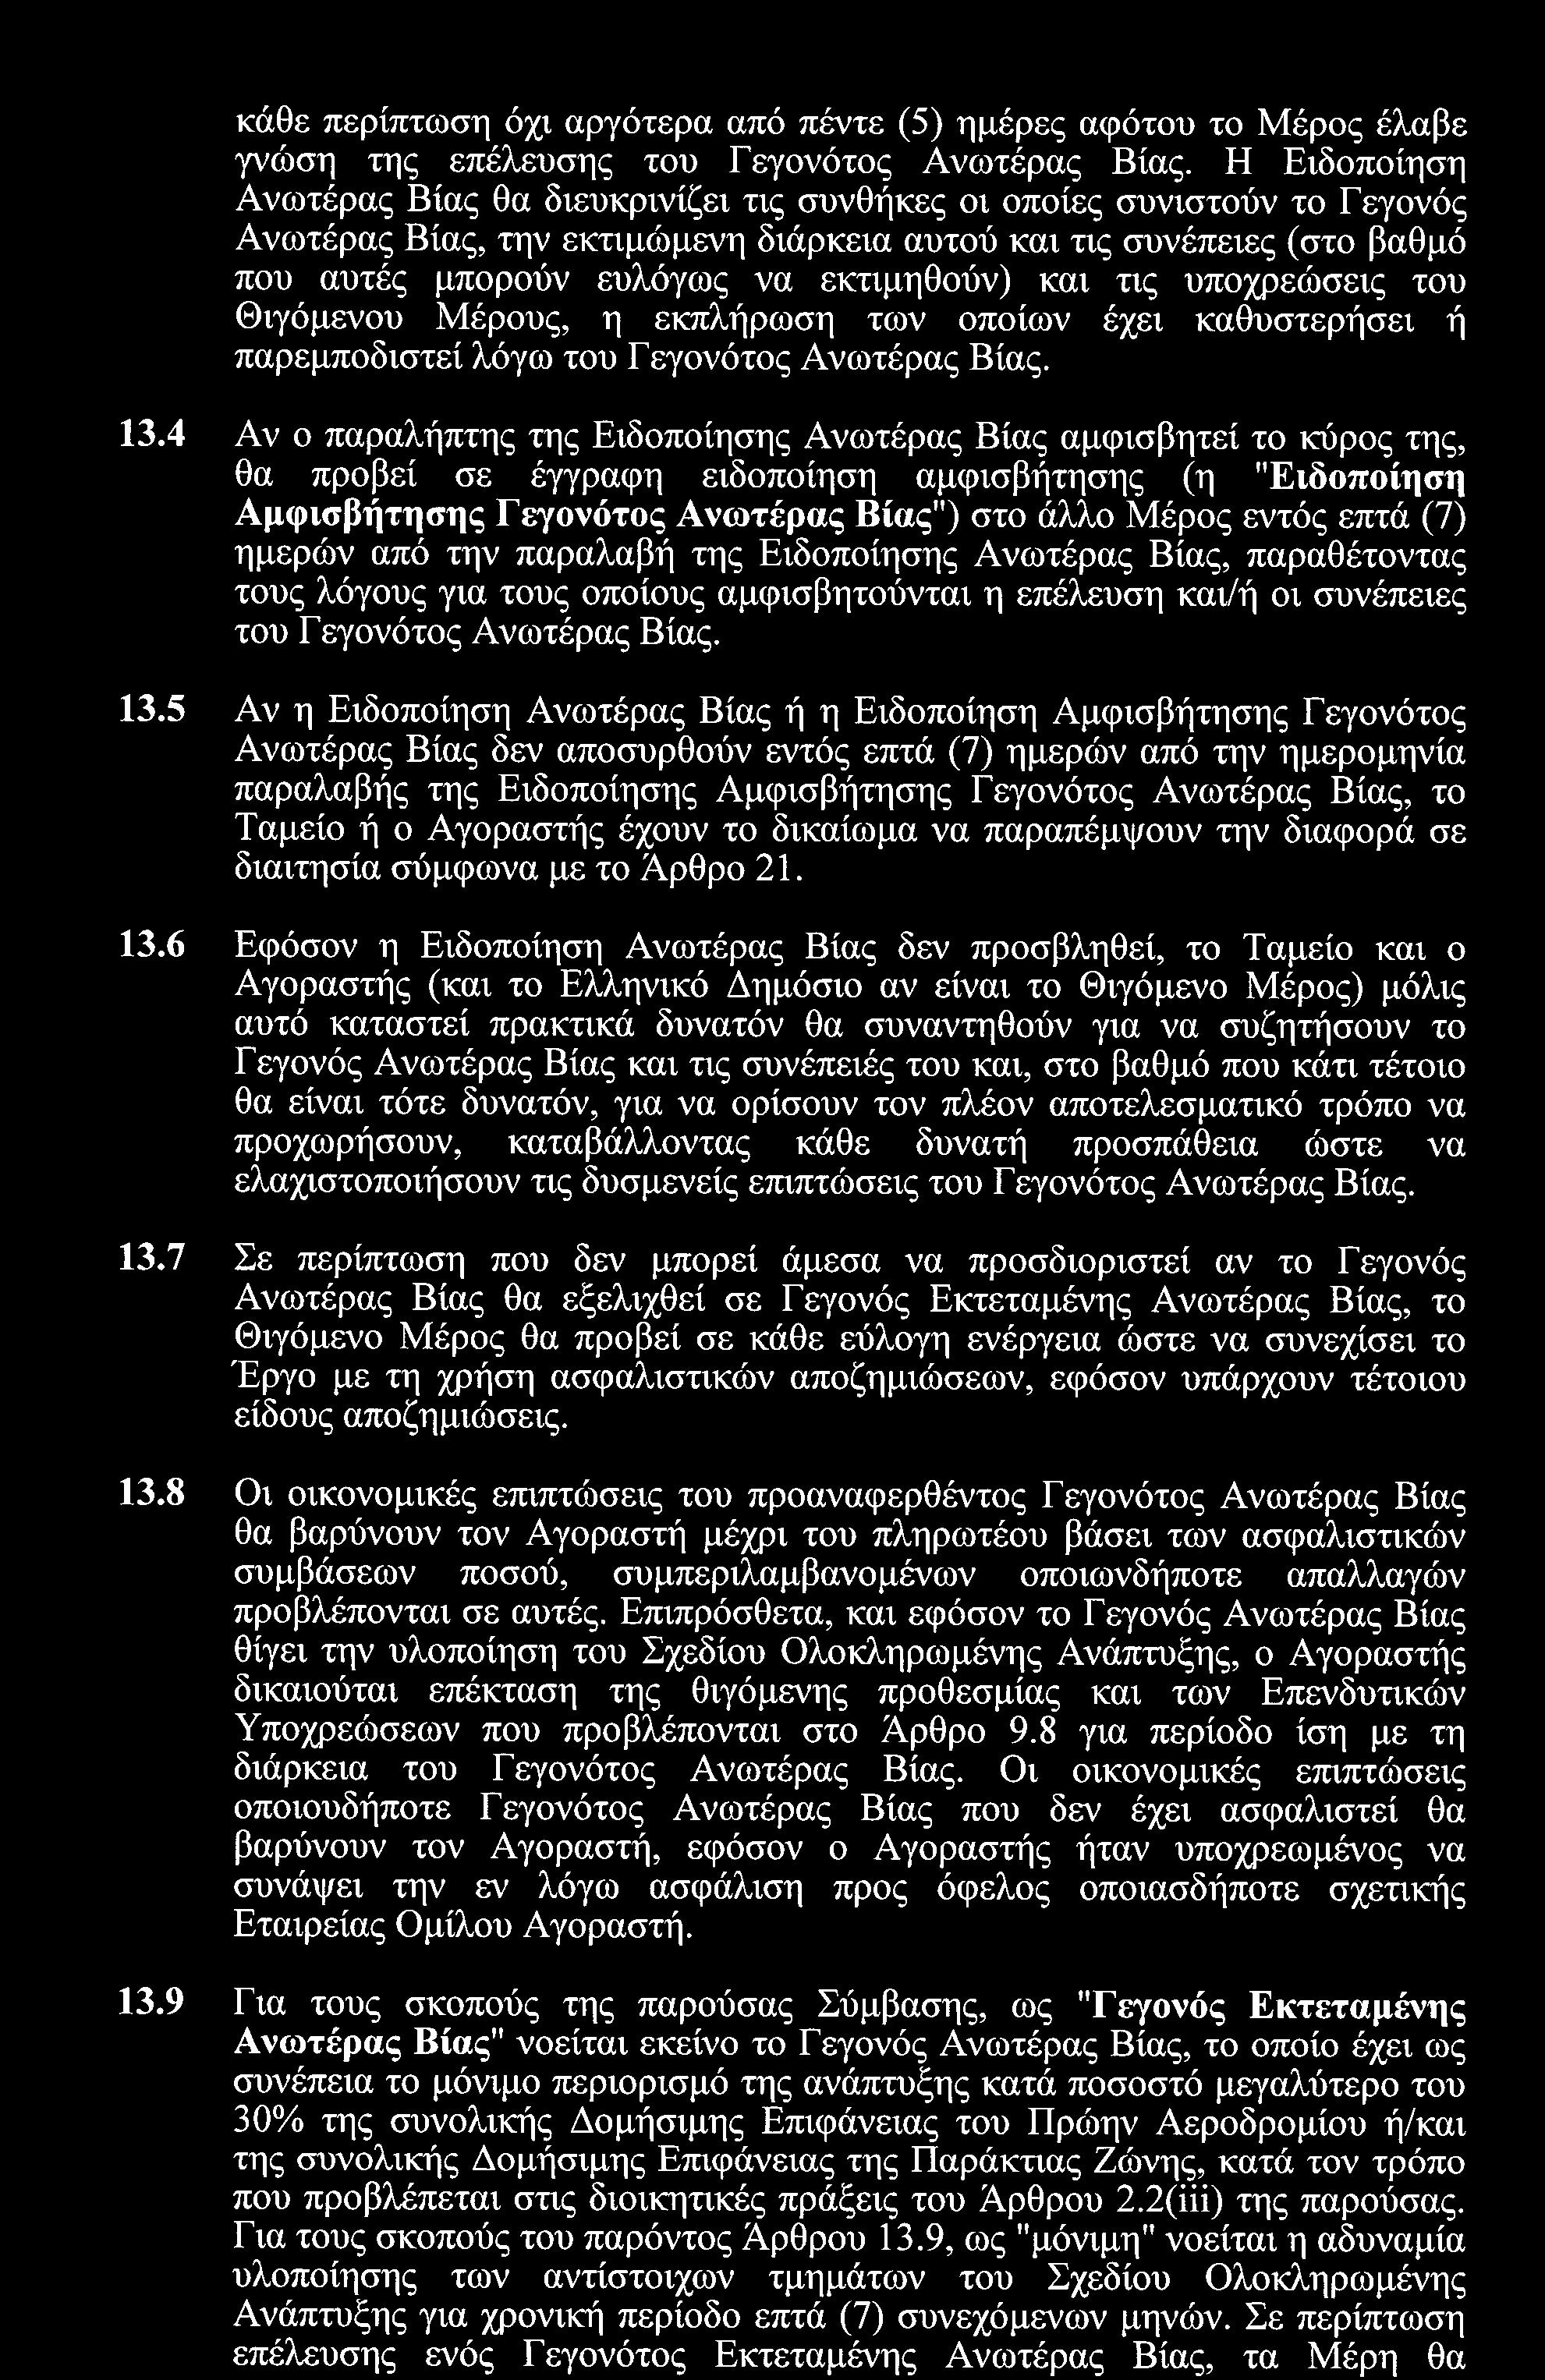 κάθε περίπτωση όχι αργότερα από πέντε (5) ημέρες αφότου το Μέρος έλαβε
γνώση της επέλευσης του Γεγονότος Ανωτέρας Βίας. Η Ειδοποίηση
Ανωτέρας Βίας θα διευκρινίζει τις συνθήκες οι οποίες συνιστούν το Γεγονός
Ανωτέρας Βίας, την εκτιμώμενη διάρκεια αυτού και τις συνέπειες (στο βαθμό
που αυτές μπορούν ευλόγως να εκτιμηθούν) και τις υποχρεώσεις του
Θιγόμενου Μέρους, η εκπλήρωση των οποίων έχει καθυστερήσει ή
παρεμποδιστεί λόγω του Γεγονότος Ανωτέρας Βίας.
13.4 Αν ο παραλήπτης της Ειδοποίησης Ανωτέρας Βίας αμφισβητεί το κύρος της,
θα προβεί σε έγγραφη ειδοποίηση αμφισβήτησης (η "Ειδοποίηση
Αμφισβήτησης Γεγονότος Ανωτέρας Βίας") στο άλλο Μέρος εντός επτά (7)
ημερών από την παραλαβή της Ειδοποίησης Ανωτέρας Βίας, παραθέτοντας
τους λόγους για τους οποίους αμφισβητούνται η επέλευση και/ή οι συνέπειες
του Γεγονότος Ανωτέρας Βίας.
13.5 Αν η Ειδοποίηση Ανωτέρας Βίας ή η Ειδοποίηση Αμφισβήτησης Γεγονότος
Ανωτέρας Βίας δεν αποσυρθούν εντός επτά (7) ημερών από την ημερομηνία
παραλαβής της Ειδοποίησης Αμφισβήτησης Γεγονότος Ανωτέρας Βίας, το
Ταμείο ή ο Αγοραστής έχουν το δικαίωμα να παραπέμψουν την διαφορά σε
διαιτησία σύμφωνα με το Άρθρο 21.
13.6 Εφόσον η Ειδοποίηση Ανωτέρας Βίας δεν προσβληθεί, το Ταμείο και ο
Αγοραστής (και το Ελληνικό Δημόσιο αν είναι το Θιγόμενο Μέρος) μόλις
αυτό καταστεί πρακτικά δυνατόν θα συναντηθούν για να συζητήσουν το
Γεγονός Ανωτέρας Βίας και τις συνέπειές του και, στο βαθμό που κάτι τέτοιο
θα είναι τότε δυνατόν, για να ορίσουν τον πλέον αποτελεσματικό τρόπο να
προχωρήσουν, καταβάλλοντας κάθε δυνατή προσπάθεια ώστε να
ελαχιστοποιήσουν τις δυσμενείς επιπτώσεις του Γεγονότος Ανωτέρας Βίας.
13.7 Σε περίπτωση που δεν μπορεί άμεσα να προσδιοριστεί αν το Γεγονός
Ανωτέρας Βίας θα εξελιχθεί σε Γεγονός Εκτεταμένης Ανωτέρας Βίας, το
Θιγόμενο Μέρος θα προβεί σε κάθε εύλογη ενέργεια ώστε να συνεχίσει το
Έργο με τη χρήση ασφαλιστικών αποζημιώσεων, εφόσον υπάρχουν τέτοιου
είδους αποζημιώσεις.
13.8 Οι οικονομικές επιπτώσεις του προαναφερθέντος Γεγονότος Ανωτέρας Βίας
θα βαρύνουν τον Αγοραστή μέχρι του πληρωτέου βάσει των ασφαλιστικών
συμβάσεων ποσού, συμπεριλαμβανομένων οποιωνδήποτε απαλλαγών
προβλέπονται σε αυτές. Επιπρόσθετα, και εφόσον το Γεγονός Ανωτέρας Βίας
θίγει την υλοποίηση του Σχεδίου Ολοκληρωμένης Ανάπτυξης, ο Αγοραστής
δικαιούται επέκταση της θιγόμενης προθεσμίας και των Επενδυτικών
Υποχρεώσεων που προβλέπονται στο Άρθρο 9.8 για περίοδο ίση με τη
διάρκεια του Γεγονότος Ανωτέρας Βίας. Οι οικονομικές επιπτώσεις
οποιουδήποτε Γεγονότος Ανωτέρας Βίας που δεν έχει ασφαλιστεί θα
βαρύνουν τον Αγοραστή, εφόσον ο Αγοραστής ήταν υποχρεωμένος να
συνάψει την εν λόγω ασφάλιση προς όφελος οποιασδήποτε σχετικής
Εταιρείας Ομίλου Αγοραστή.
13.9 Για τους σκοπούς της παρούσας Σύμβασης, ως "Γεγονός Εκτεταμένης
Ανωτέρας Βίας" νοείται εκείνο το Γεγονός Ανωτέρας Βίας, το οποίο έχει ως
συνέπεια το μόνιμο περιορισμό της ανάπτυξης κατά ποσοστό μεγαλύτερο του
30% της συνολικής Δομήσιμης Επιφάνειας του Πρώην Αεροδρομίου ή/και
της συνολικής Δομήσιμης Επιφάνειας της Παράκτιας Ζώνης, κατά τον τρόπο
που προβλέπεται στις διοικητικές πράξεις του Άρθρου 2.2(iii) της παρούσας.
Για τους σκοπούς του παρόντος Άρθρου 13.9, ως "μόνιμη" νοείται η αδυναμία
υλοποίησης των αντίστοιχων τμημάτων του Σχεδίου Ολοκληρωμένης
Ανάπτυξης για χρονική περίοδο επτά (7) συνεχόμενων μηνών. Σε περίπτωση
επέλευσης ενός Γεγονότος Εκτεταμένης Ανωτέρας Βίας, τα Μέρη θα